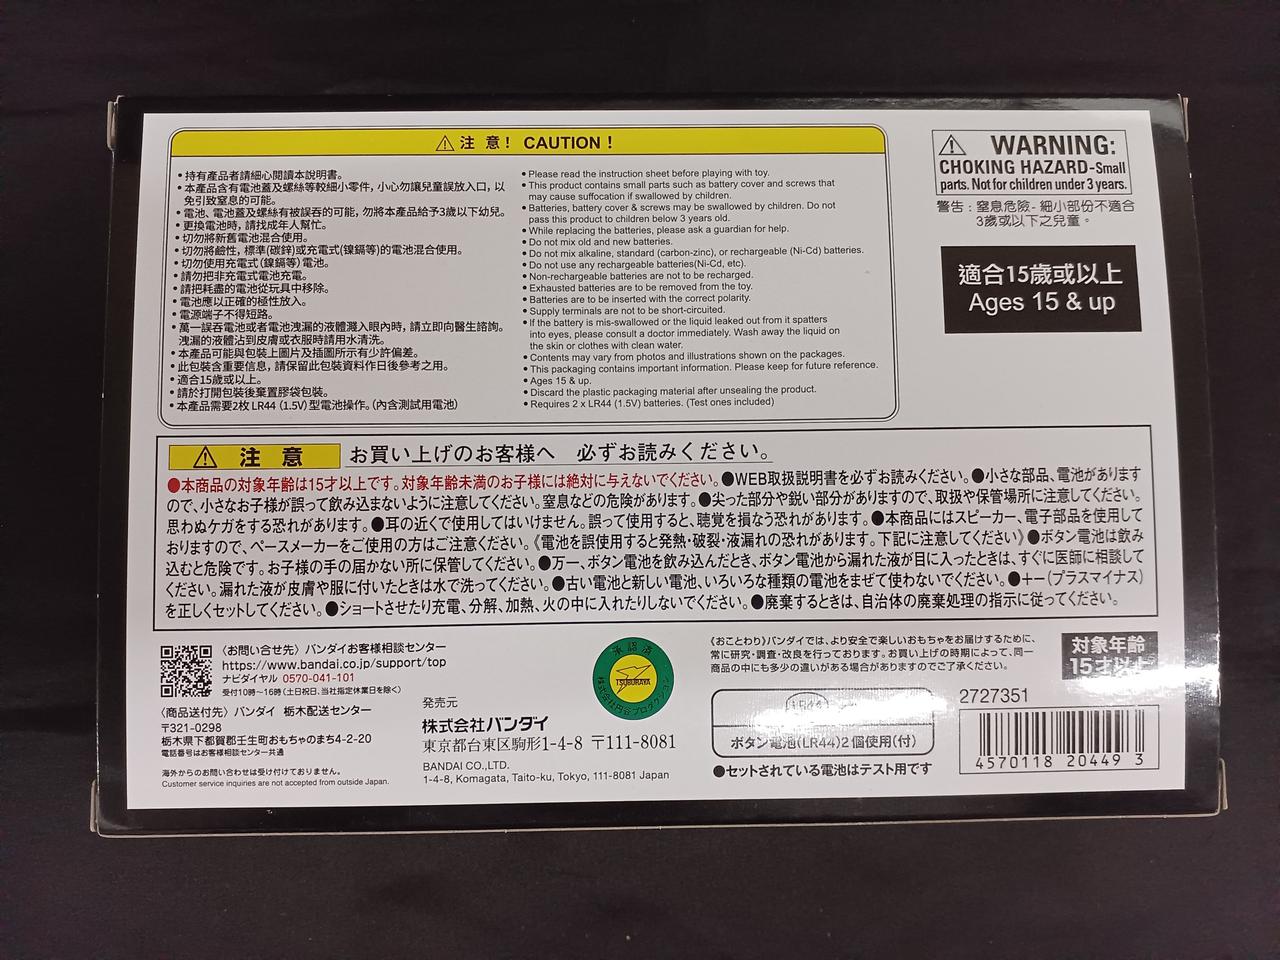 注 意! CAUTION!
•持有產品者請細心閱讀本說明書。
•本產品含有電池蓋及螺絲等較細小零件，小心勿讓兒童誤放入口，以
免引致窒息的可能。
•電池、電池蓋及螺絲有被誤吞的可能，勿將本產品給予3歲以下幼兒。
•更換電池時，請找成年人幫忙。
•切勿將新舊電池混合使用。
•切勿將鹼性，標準(碳鋅)或充電式(鎳鎘等)的電池混合使用。
•切勿使用充電式(鎳鎘等)電池。
•請勿把非充電式電池充電。
•請把耗盡的電池從玩具中移除。
•電池應以正確的極性放入。
•電源端子不得短路。
•萬一誤吞電池或者電池洩漏的液體濺入眼內時，請立即向醫生諮詢。
洩漏的液體沾到皮膚或衣服時請用水清洗。
•本產品可能與包裝上圖片及插圖所示有少許偏差。
•此包裝含重要信息，請保留此包裝資料作日後參考之用。
•適合15歲或以上。
•請於打開包裝後棄置膠袋包裝。
•本產品需要2枚 LR44 (1.5V) 型電池操作。(內含測試用電池)
•Please read the instruction sheet before playing with toy.
•This product contains small parts such as battery cover and screws that
may cause suffocation if swallowed by children.
•Batteries, battery cover & screws may be swallowed by children. Do not
pass this product to children below 3 years old.
•While replacing the batteries, please ask a guardian for help.
•Do not mix old and new batteries.
•Do not mix alkaline, standard (carbon-zinc), or rechargeable (Ni-Cd) batteries.
•Do not use any rechargeable batteries(Ni-Cd, etc).
•Non-rechargeable batteries are not to be recharged.
•Exhausted batteries are to be removed from the toy.
•Batteries are to be inserted with the correct polarity.
•Supply terminals are not to be short-circuited.
•If the battery is mis-swallowed or the liquid leaked out from it spatters
into eyes, please consult a doctor immediately. Wash away the liquid on
the skin or clothes with clean water.
•Contents may vary from photos and illustrations shown on the packages.
•This packaging contains important information. Please keep for future reference.
•Ages 15 & up.
•Discard the plastic packaging material after unsealing the product.
•Requires 2 x LR44 (1.5V) batteries. (Test ones included)
WARNING:
CHOKING HAZARD-Small
parts. Not for children under 3 years.
警告：窒息危險-細小部份不適合
3歲或以下之兒童。
適合15歲或以上
Ages 15 & up
注 意 お買い上げのお客様へ 必ずお読みください。
●本商品の対象年齢は15才以上です。対象年齢未満のお子様には絶対に与えないでください。●WEB取扱説明書を必ずお読みください。●小さな部品、電池があります
ので、小さなお子様が誤って飲み込まないように注意してください。窒息などの危険があります。●尖った部分や鋭い部分がありますので、取扱や保管場所に注意してください。
思わぬケガをする恐れがあります。●耳の近くで使用してはいけません。誤って使用すると、聴覚を損なう恐れがあります。●本商品にはスピーカー、電子部品を使用して
おりますので、ペースメーカーをご使用の方はご注意ください。《電池を誤使用すると発熱・破裂・液漏れの恐れがあります。下記に注意してください》●ボタン電池は飲み
込むと危険です。お子様の手の届かない所に保管してください。●万一、ボタン電池を飲み込んだとき、ボタン電池から漏れた液が目に入ったときは、すぐに医師に相談して
ください。漏れた液が皮膚や服に付いたときは水で洗ってください。●古い電池と新しい電池、いろいろな種類の電池をまぜて使わないでください。●＋－(プラスマイナス)
を正しくセットしてください。●ショートさせたり充電、分解、加熱、火の中に入れたりしないでください。●廃棄するときは、自治体の廃棄処理の指示に従ってください。
〈お問い合せ先〉バンダイお客様相談センター
https://www.bandai.co.jp/support/top
ナビダイヤル 0570-041-101
受付10時〜16時(土日祝日、当社指定休業日を除く)
〈商品送付先〉バンダイ 栃木配送センター
〒321-0298
栃木県下都賀郡壬生町おもちゃのまち4-2-20
電話番号はお客様相談センター共通
海外からのお問い合わせは受け付けておりません。
Customer service inquiries are not accepted from outside Japan.
発売元
株式会社バンダイ
東京都台東区駒形1-4-8 〒111-8081
BANDAI CO.,LTD.
1-4-8, Komagata, Taito-ku, Tokyo, 111-8081 Japan
承認済
TSUBURAYA
株式会社円谷プロダクション
《おことわり》バンダイでは、より安全で楽しいおもちゃをお届けするために、
常に研究・調査・改良を行っております。お買い上げの時期によって、同一
商品の中にも多少の違いがある場合がありますのでご了承ください。
対象年齢
15才以上
LR44
ボタン電池(LR44)2個使用(付)
●セットされている電池はテスト用です
2727351
4570118 204493